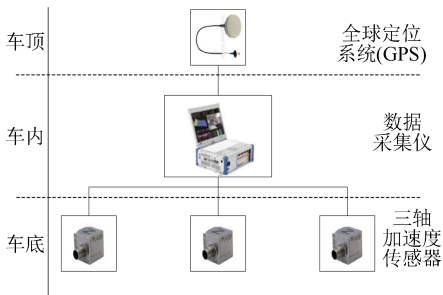 车顶
全球定位
系统(GPS)
车内
数据
采集仪
车底
三轴
加速度
传感器